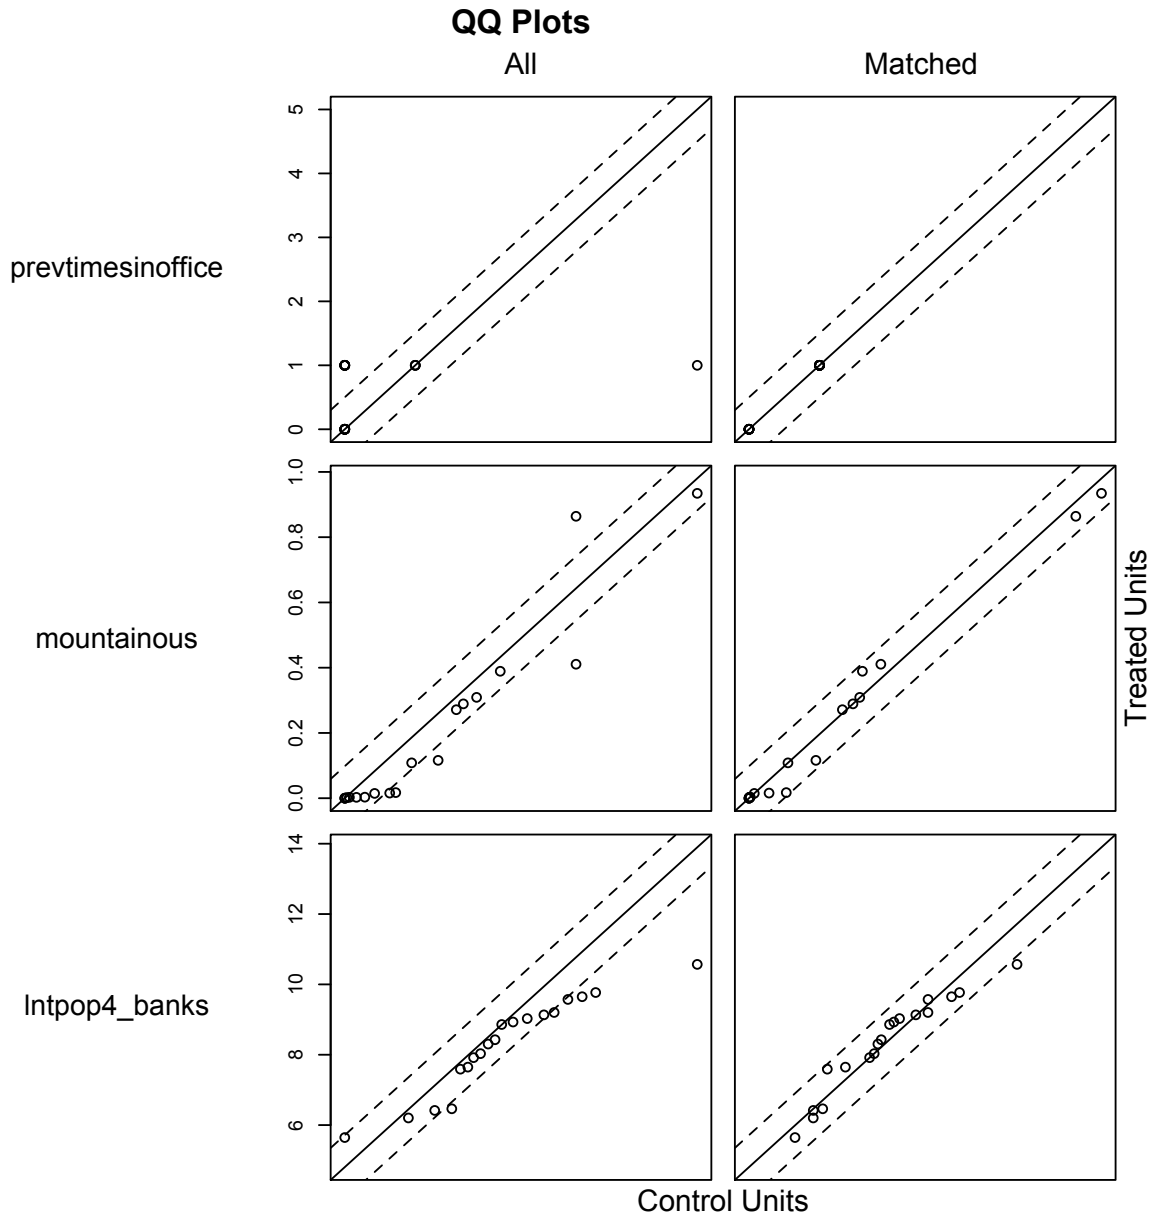 QQ Plots
All
Matched
prevtimesinoffice
0 1 2 3 4 5
mountainous
0.0 0.2 0.4 0.6 0.8 1.0
lntpop4_banks
6 8 10 12 14
Treated Units
Control Units